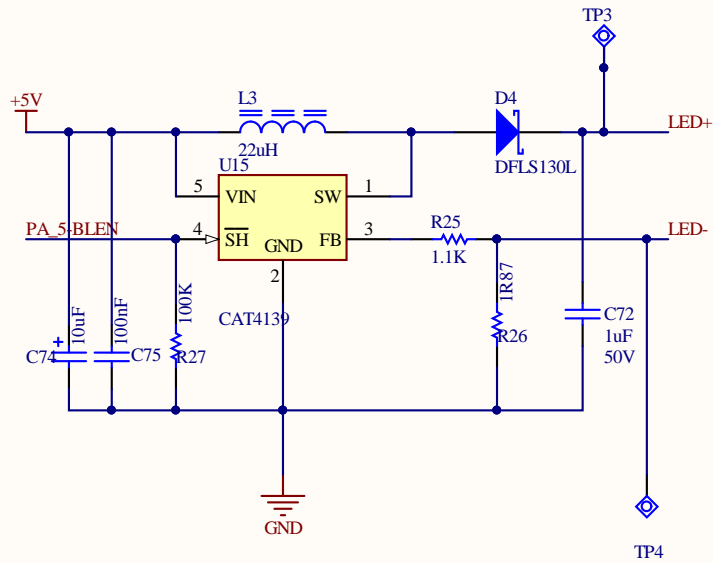 TP3
+5V
L3
D4
LED+
22uH
DFLS130L
U15
5
VIN
SW
1
PA_5-BLEN
4
SH
GND
FB
3
R25
LED-
2
1.1K
100K
1R87
10uF
100nF
CAT4139
C72
1uF
50V
+
C74
C75
R27
R26
GND
TP4